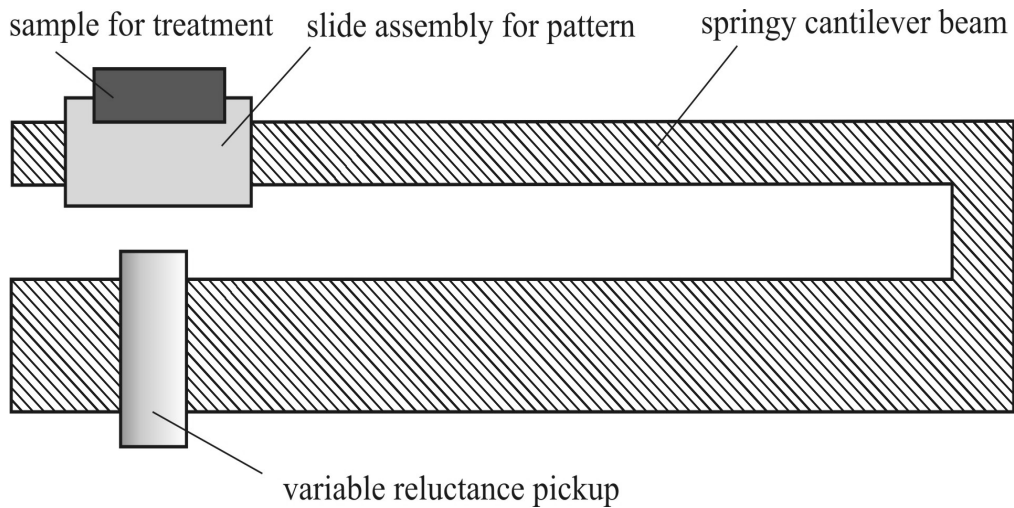 sample for treatment
slide assembly for pattern
springy cantilever beam
variable reluctance pickup